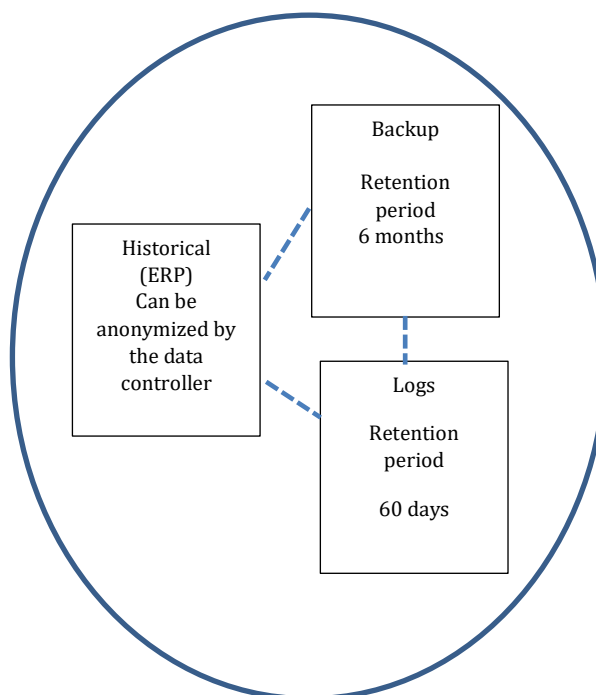 Backup
Retention
period
6 months
Historical
(ERP)
Can be
anonymized by
the data
controller
Logs
Retention
period
60 days